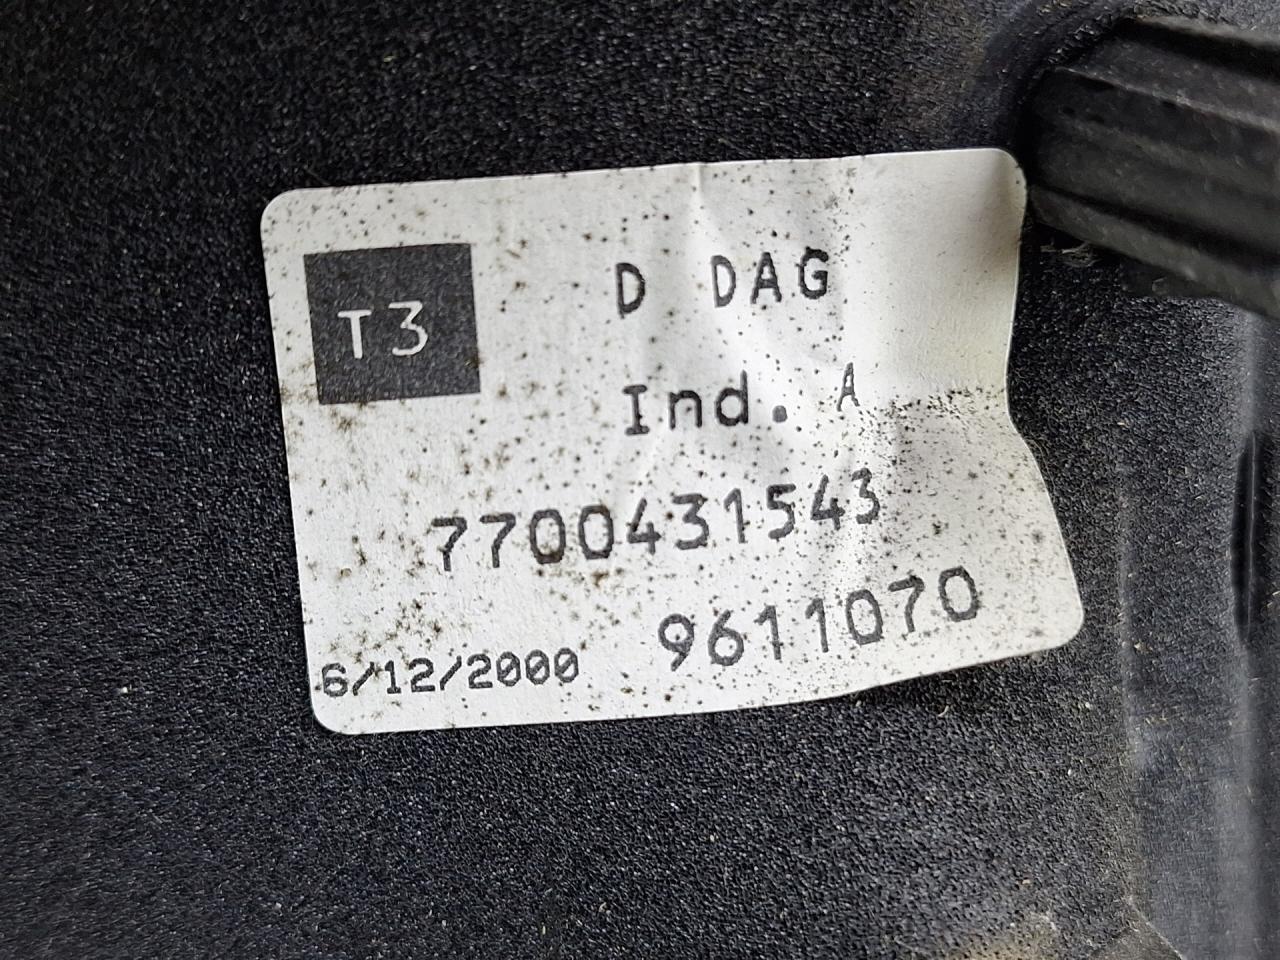 T3
D DAG
Ind. A
7700431543
6/12/2000 9611070